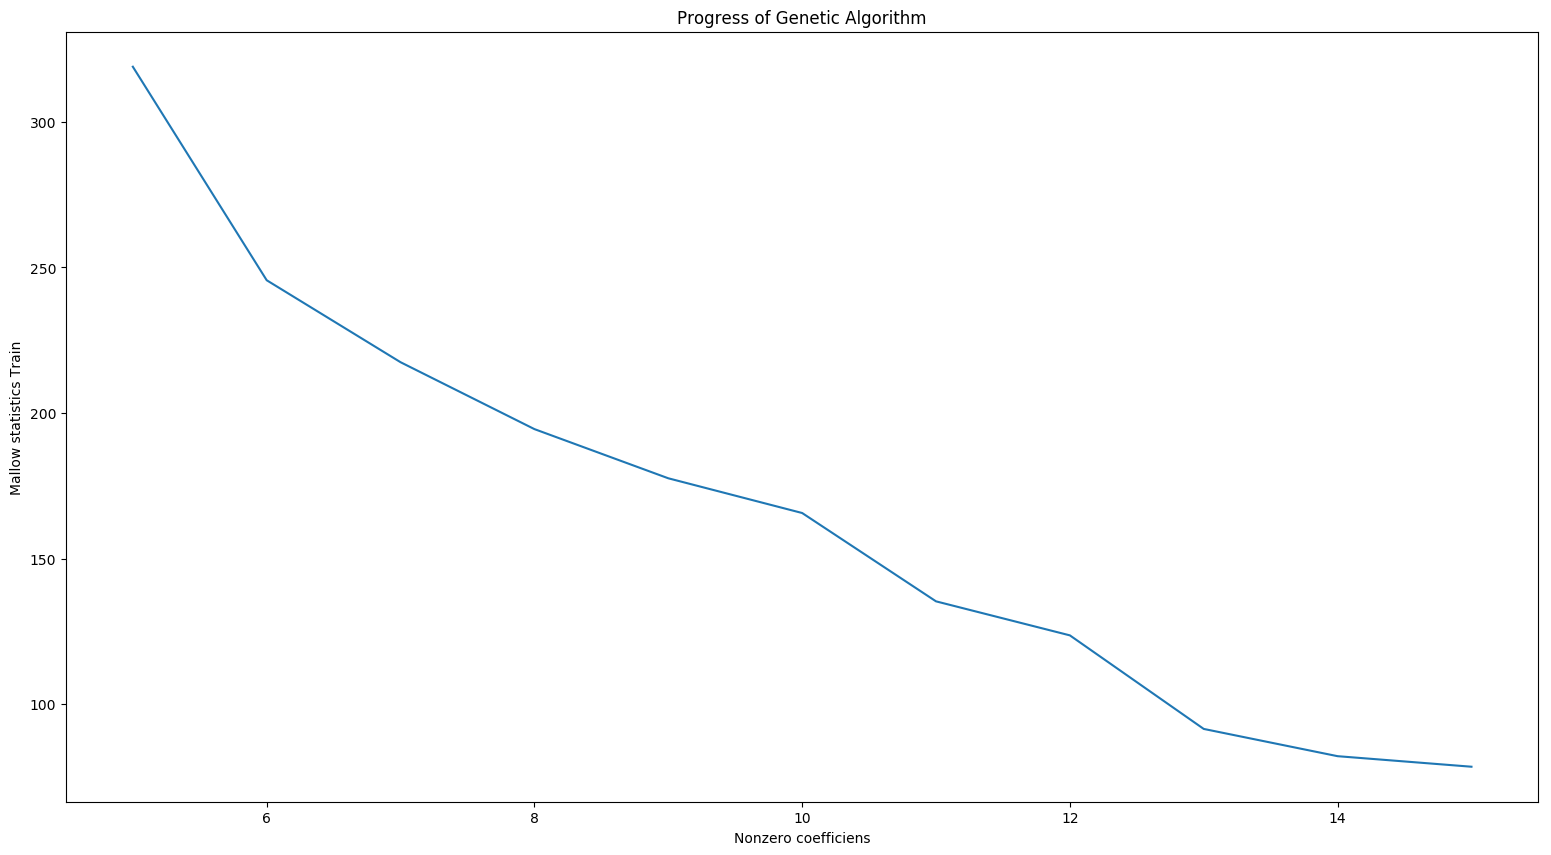 Progress of Genetic Algorithm
300
250
200
150
100
Mallow statistics Train
6 8 10 12 14
Nonzero coefficiens